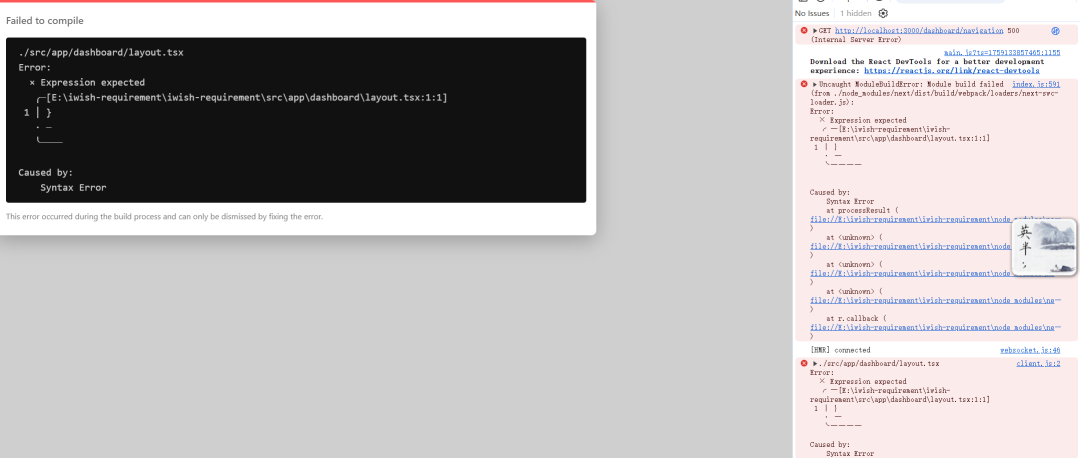 Failed to compile
./src/app/dashboard/layout.tsx
Error:
× Expression expected
╭─[E:\iwish-requirement\iwish-requirement\src\app\dashboard\layout.tsx:1:1]
1 │ }
· ─
╰────
Caused by:
Syntax Error
This error occurred during the build process and can only be dismissed by fixing the error.
No Issues 1 hidden
▶GET http://localhost:3000/dashboard/navigation 500
(Internal Server Error)
main.js?ts=1759133857465:1155
Download the React DevTools for a better development
experience: https://reactjs.org/link/react-devtools
▶Uncaught ModuleBuildError: Module build failed index.js:591
(from ./node_modules/next/dist/build/webpack/loaders/next-swc-
loader.js):
Error:
× Expression expected
╭─[E:\iwish-requirement\iwish-
requirement\src\app\dashboard\layout.tsx:1:1]
1 │ }
· ─
╰────
Caused by:
Syntax Error
at processResult (
file://E:\iwish-requirement\iwish-requirement\node_modules\ne…
)
at <unknown> (
file://E:\iwish-requirement\iwish-requirement\nod
)
at <unknown> (
file://E:\iwish-requirement\iwish-requirement\nod
)
at <unknown> (
file://E:\iwish-requirement\iwish-requirement\node_modules\ne…
)
at r.callback (
file://E:\iwish-requirement\iwish-requirement\node_modules\ne…
)
英
半
[HMR] connected websocket.js:46
▶./src/app/dashboard/layout.tsx client.js:2
Error:
× Expression expected
╭─[E:\iwish-requirement\iwish-
requirement\src\app\dashboard\layout.tsx:1:1]
1 │ }
· ─
╰────
Caused by:
Syntax Error